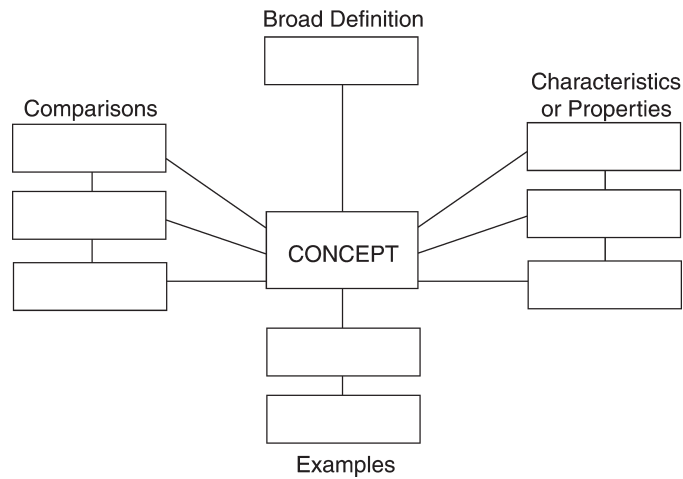 Broad Definition
Comparisons
Characteristics
or Properties
CONCEPT
Examples